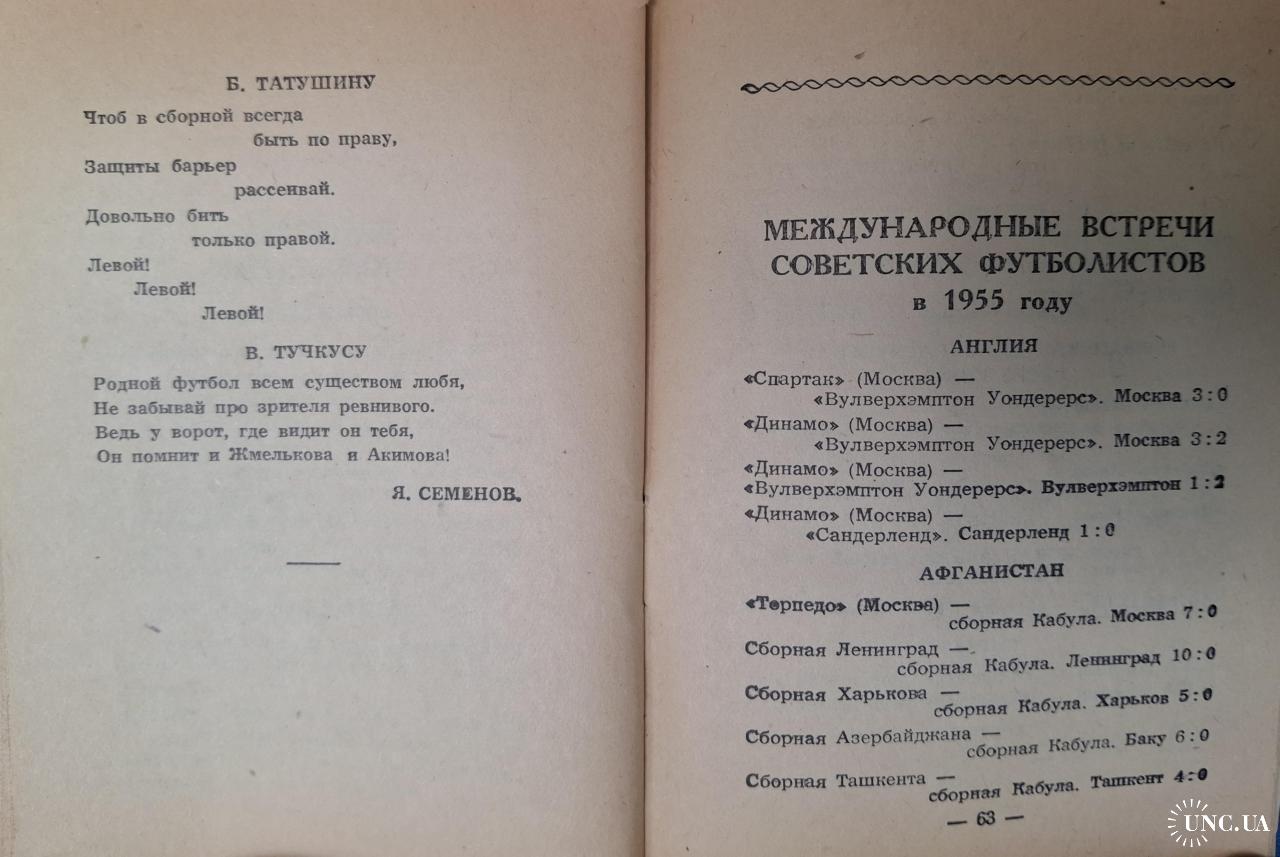 Б. ТАТУШИНУ
Чтоб в сборной всегда
быть по праву,
Защиты барьер
рассеивай.
Довольно бить
только правой.
Левой!
Левой!
Левой!
В. ТУЧКУСУ
Родной футбол всем существом любя,
Не забывай про зрителя ревнивого.
Ведь у ворот, где видит он тебя,
Он помнит и Жмелькова я Акимова!
Я. СЕМЕНОВ.
МЕЖДУНАРОДНЫЕ ВСТРЕЧИ
СОВЕТСКИХ ФУТБОЛИСТОВ
в 1955 году
АНГЛИЯ
«Спартак» (Москва) —
«Вулверхэмптон Уондерерс». Москва 3:0
«Динамо» (Москва) —
«Вулверхэмптон Уондерерс». Москва 3:2
«Динамо» (Москва) —
«Вулверхэмптон Уондерерс». Вулверхэмптон 1:2
«Динамо» (Москва) —
«Сандерленд». Сандерленд 1:0
АФГАНИСТАН
«Торпедо» (Москва) —
сборная Кабула. Москва 7:0
Сборная Ленинград —
сборная Кабула. Ленинград 10:0
Сборная Харькова —
сборная Кабула. Харьков 5:0
Сборная Азербайджана —
сборная Кабула. Баку 6:0
Сборная Ташкента —
сборная Кабула. Ташкент 4:0
— 63 —
UNC.UA